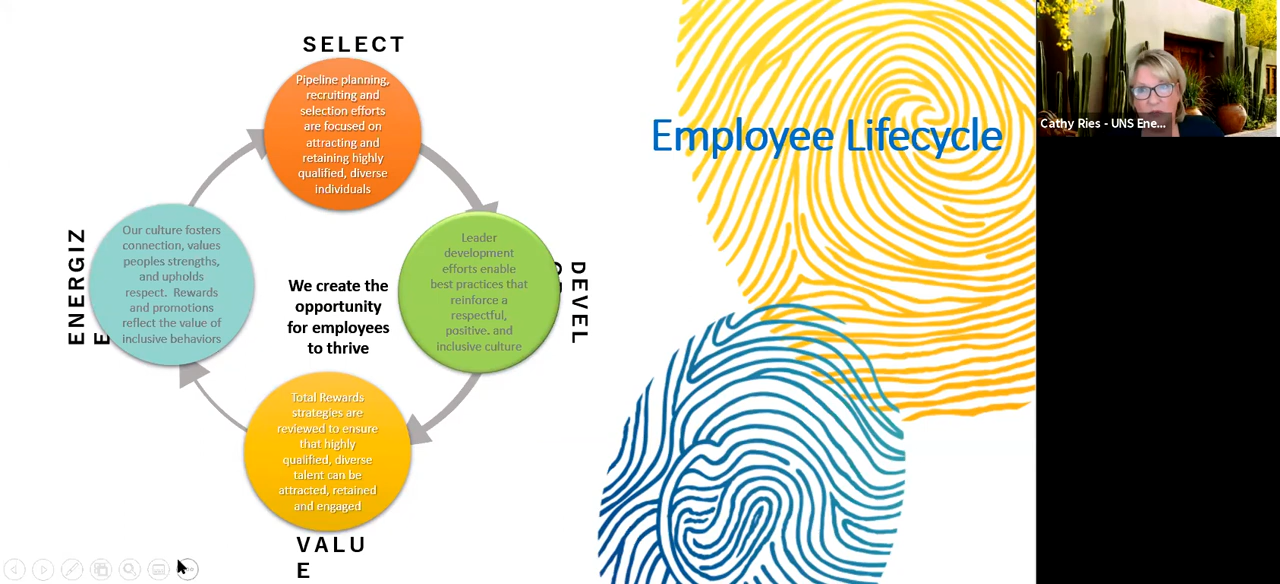 SELECT
Pipeline planning,
recruiting and
selection efforts
are focused on
attracting and
retaining highly
qualified, diverse
individuals
DEVEL
Leader
development
efforts enable
best practices that
reinforce a
respectful,
positive. and
inclusive culture
VALU
E
Total Rewards
strategies are
reviewed to ensure
that highly
qualified, diverse
talent can be
attracted, retained
and engaged
ENERGIZ
E
Our culture fosters
connection, values
peoples strengths,
and upholds
respect. Rewards
and promotions
reflect the value of
inclusive behaviors
We create the
opportunity
for employees
to thrive
Employee Lifecycle
Cathy Ries - UNS Ene...